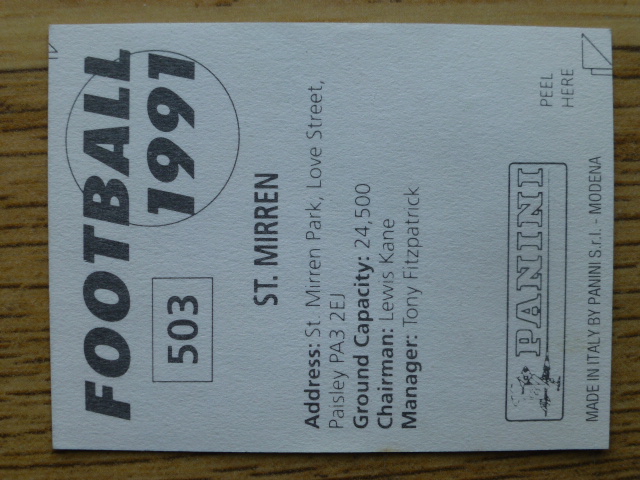 FOOTBALL
1991
503
ST. MIRREN
Address: St. Mirren Park, Love Street,
Paisley PA3 2EJ
Ground Capacity: 24,500
Chairman: Lewis Kane
Manager: Tony Fitzpatrick
PEEL
HERE
PANINI
MADE IN ITALY BY PANINI S.r.l. - MODENA